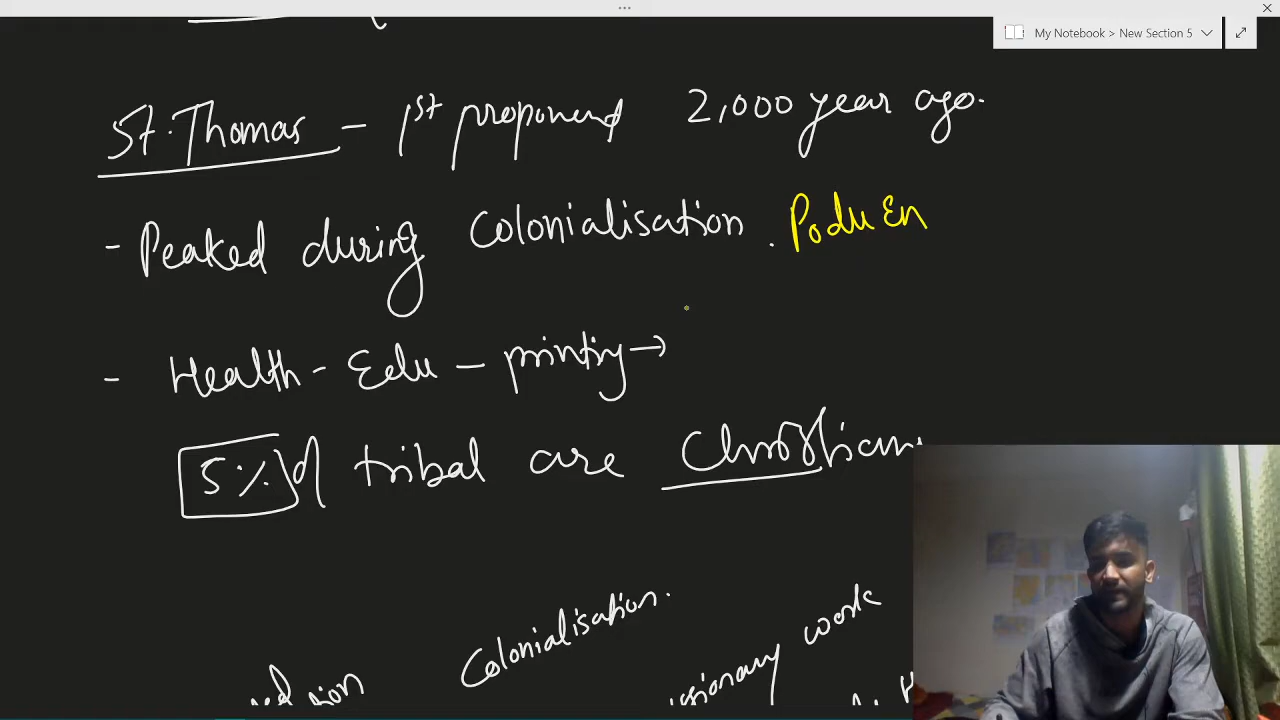 My Notebook > New Section 5
St. Thomas - 1st proponent 2,000 year ago.
- Peaked during Colonialisation. PoduEn
- Health - Edu - printing →
5% of tribal are Christians
Colonialisation.
work